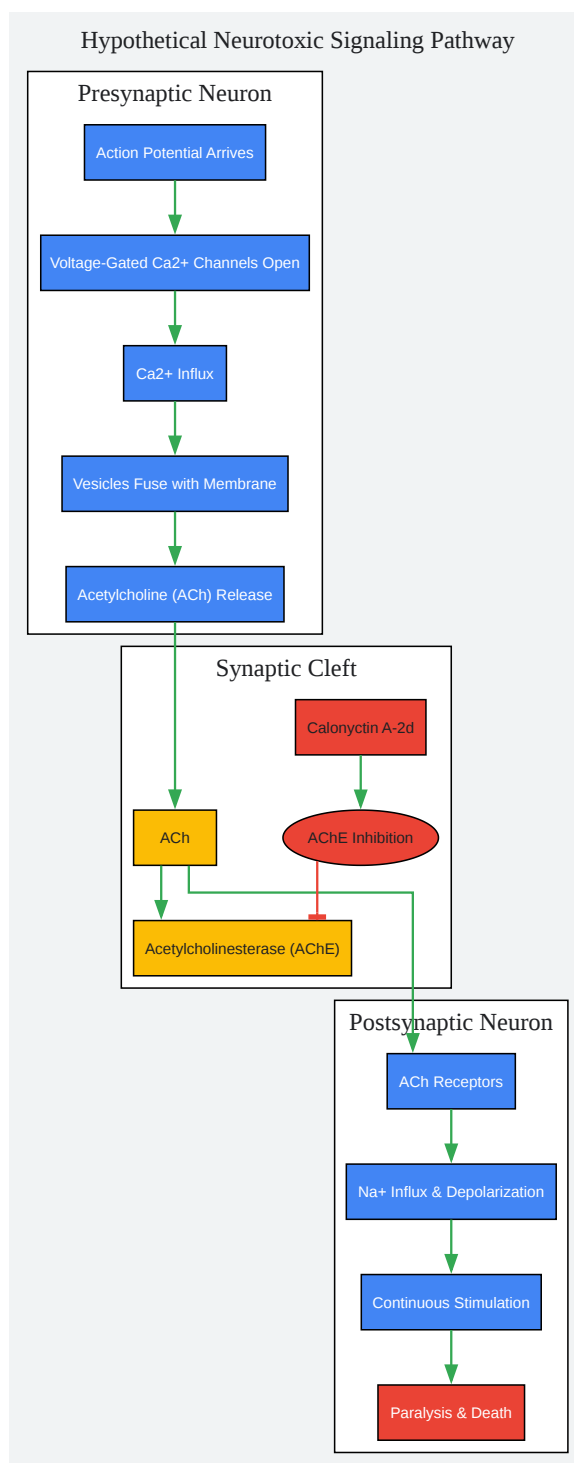 Hypothetical Neurotoxic Signaling Pathway
Presynaptic Neuron
Action Potential Arrives
Voltage-Gated Ca2+ Channels Open
Ca2+ Influx
Vesicles Fuse with Membrane
Acetylcholine (ACh) Release
Synaptic Cleft
Calonyctin A-2d
ACh
AChE Inhibition
Acetylcholinesterase (AChE)
Postsynaptic Neuron
ACh Receptors
Na+ Influx & Depolarization
Continuous Stimulation
Paralysis & Death